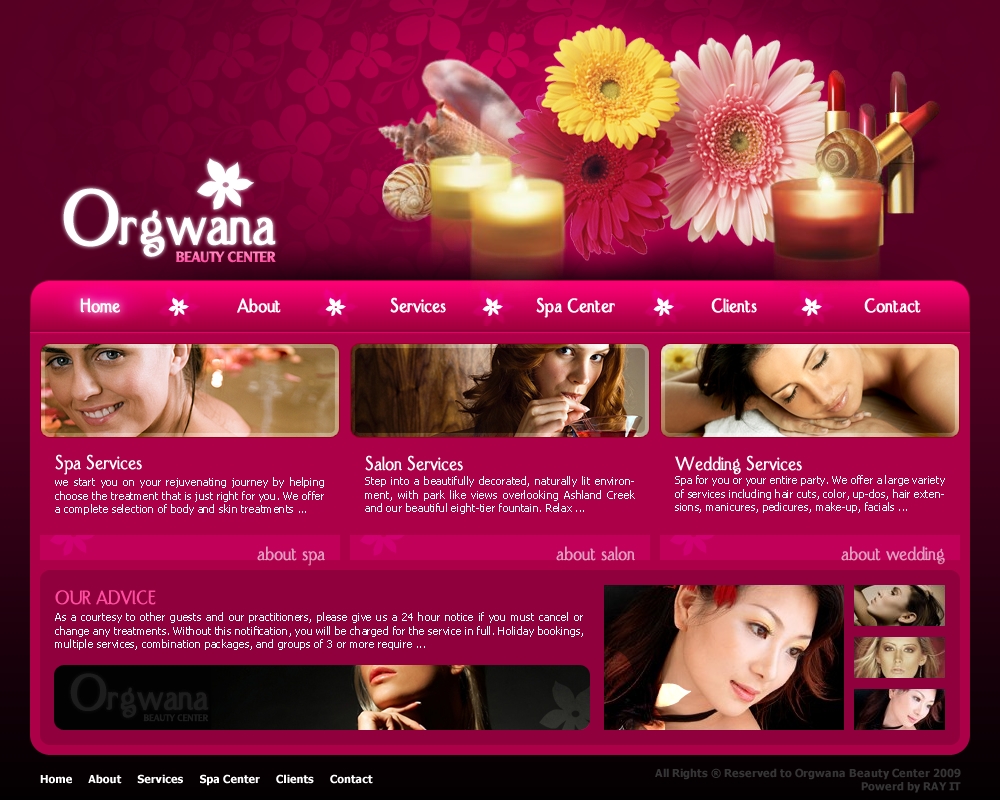 Orgwana
BEAUTY CENTER
Home
About
Services
Spa Center
Clients
Contact
Spa Services
we start you on your rejuvenating journey by helping
choose the treatment that is just right for you. We offer
a complete selection of body and skin treatments ...
about spa
Salon Services
Step into a beautifully decorated, naturally lit environ-
ment, with park like views overlooking Ashland Creek
and our beautiful eight-tier fountain. Relax ...
about salon
Wedding Services
Spa for you or your entire party. We offer a large variety
of services including hair cuts, color, up-dos, hair exten-
sions, manicures, pedicures, make-up, facials ...
about wedding
OUR ADVICE
As a courtesy to other guests and our practitioners, please give us a 24 hour notice if you must cancel or
change any treatments. Without this notification, you will be charged for the service in full. Holiday bookings,
multiple services, combination packages, and groups of 3 or more require ...
Orgwana
BEAUTY CENTER
Home About Services Spa Center Clients Contact
All Rights ® Reserved to Orgwana Beauty Center 2009
Powerd by RAY IT